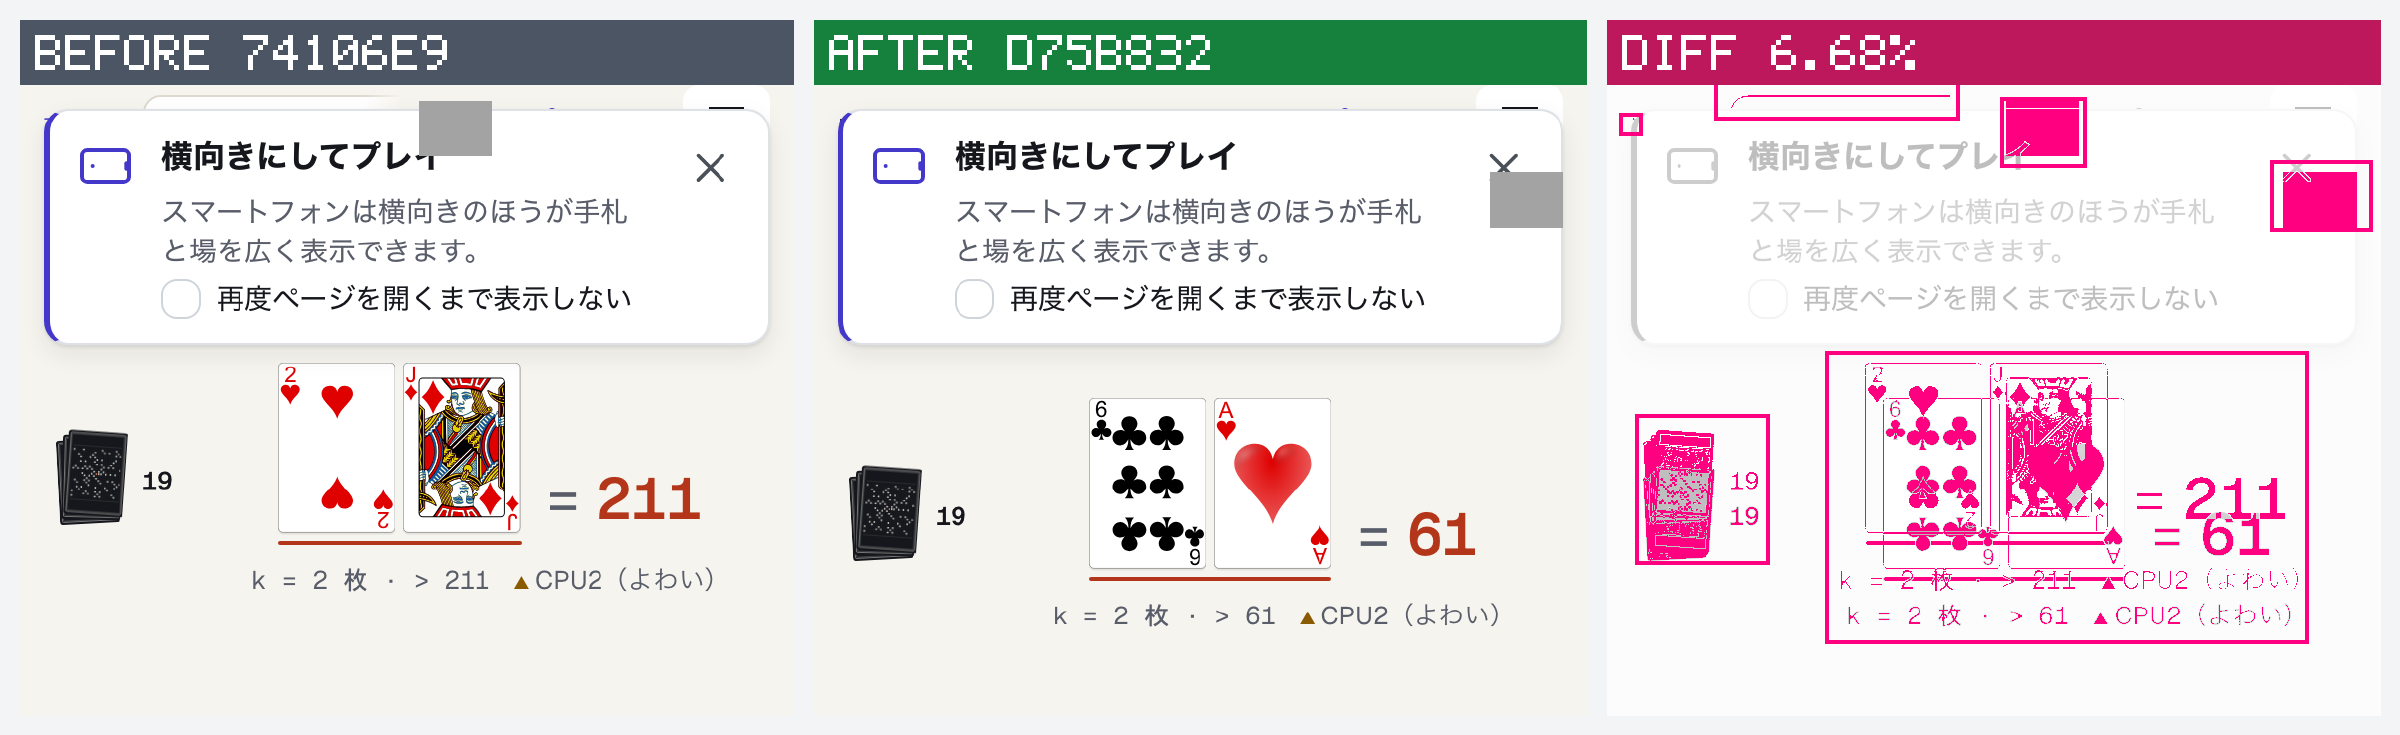 BEFORE 74106E9
横向きにしてプレイ
スマートフォンは横向きのほうが手札
と場を広く表示できます。
再度ページを開くまで表示しない
2
J
2
J
19
= 211
k = 2 枚 · > 211 ▲CPU2（よわい）
AFTER D75B832
横向きにしてプレイ
スマートフォンは横向きのほうが手札
と場を広く表示できます。
再度ページを開くまで表示しない
6
A
6
A
19
= 61
k = 2 枚 · > 61 ▲CPU2（よわい）
DIFF 6.68%
横向きにしてプレイ
スマートフォンは横向きのほうが手札
と場を広く表示できます。
再度ページを開くまで表示しない
2
J
6
19
19
= 211
= 61
2
J
6
A
k = 2 枚 · > 211 ▲CPU2（よわい）
k = 2 枚 · > 61 ▲CPU2（よわい）